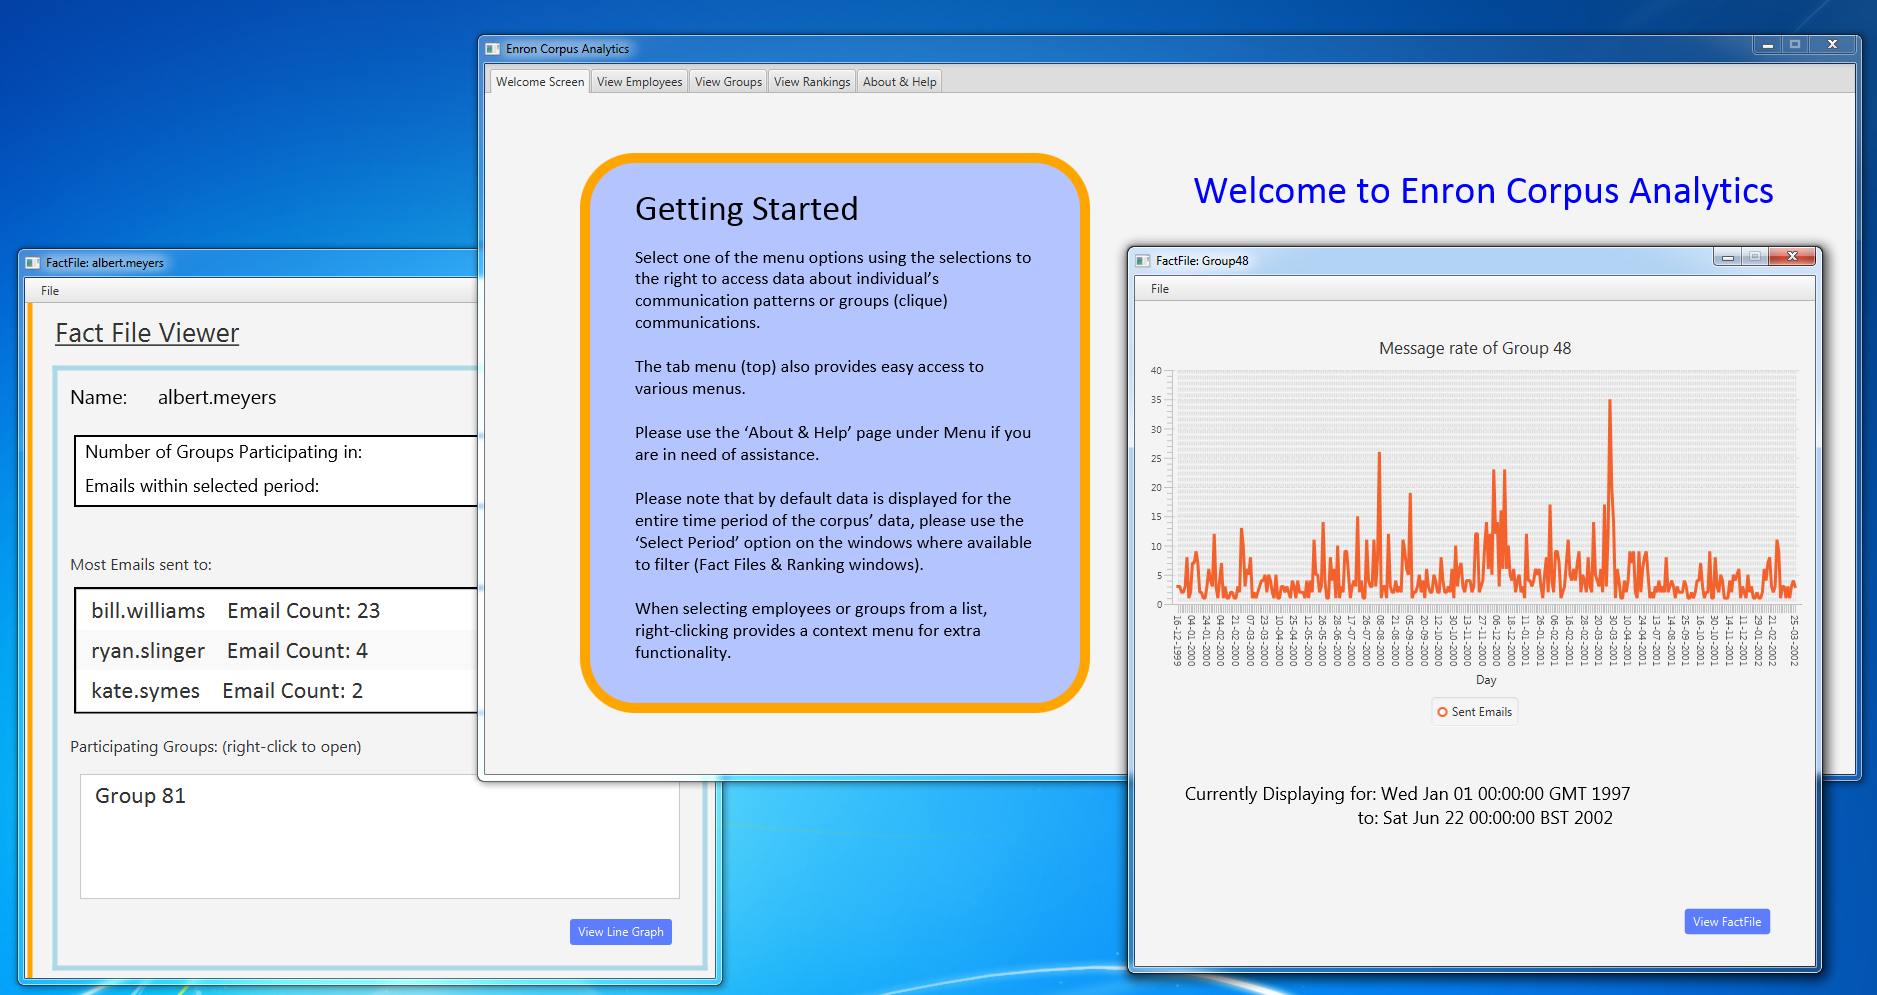 Enron Corpus Analytics
Welcome Screen View Employees View Groups View Rankings About & Help
Getting Started
Select one of the menu options using the selections to
the right to access data about individual’s
communication patterns or groups (clique)
communications.
The tab menu (top) also provides easy access to
various menus.
Please use the ‘About & Help’ page under Menu if you
are in need of assistance.
Please note that by default data is displayed for the
entire time period of the corpus’ data, please use the
‘Select Period’ option on the windows where available
to filter (Fact Files & Ranking windows).
When selecting employees or groups from a list,
right-clicking provides a context menu for extra
functionality.
Welcome to Enron Corpus Analytics
FactFile: albert.meyers
File
Fact File Viewer
Name: albert.meyers
Number of Groups Participating in:
Emails within selected period:
Most Emails sent to:
bill.williams Email Count: 23
ryan.slinger Email Count: 4
kate.symes Email Count: 2
Participating Groups: (right-click to open)
Group 81
View Line Graph
FactFile: Group48
File
Message rate of Group 48
40
35
30
25
20
15
10
5
0
16-12-1999
04-01-2000
24-01-2000
04-02-2000
21-02-2000
07-03-2000
23-03-2000
10-04-2000
25-04-2000
12-05-2000
26-05-2000
28-06-2000
17-07-2000
26-07-2000
08-08-2000
21-08-2000
05-09-2000
20-09-2000
12-10-2000
30-10-2000
13-11-2000
27-11-2000
06-12-2000
18-12-2000
11-01-2001
26-01-2001
06-02-2001
16-02-2001
28-02-2001
14-03-2001
30-03-2001
10-04-2001
24-04-2001
13-07-2001
14-08-2001
25-09-2001
16-10-2001
30-10-2001
14-11-2001
11-12-2001
29-01-2002
21-02-2002
25-03-2002
Day
Sent Emails
Currently Displaying for: Wed Jan 01 00:00:00 GMT 1997
to: Sat Jun 22 00:00:00 BST 2002
View FactFile